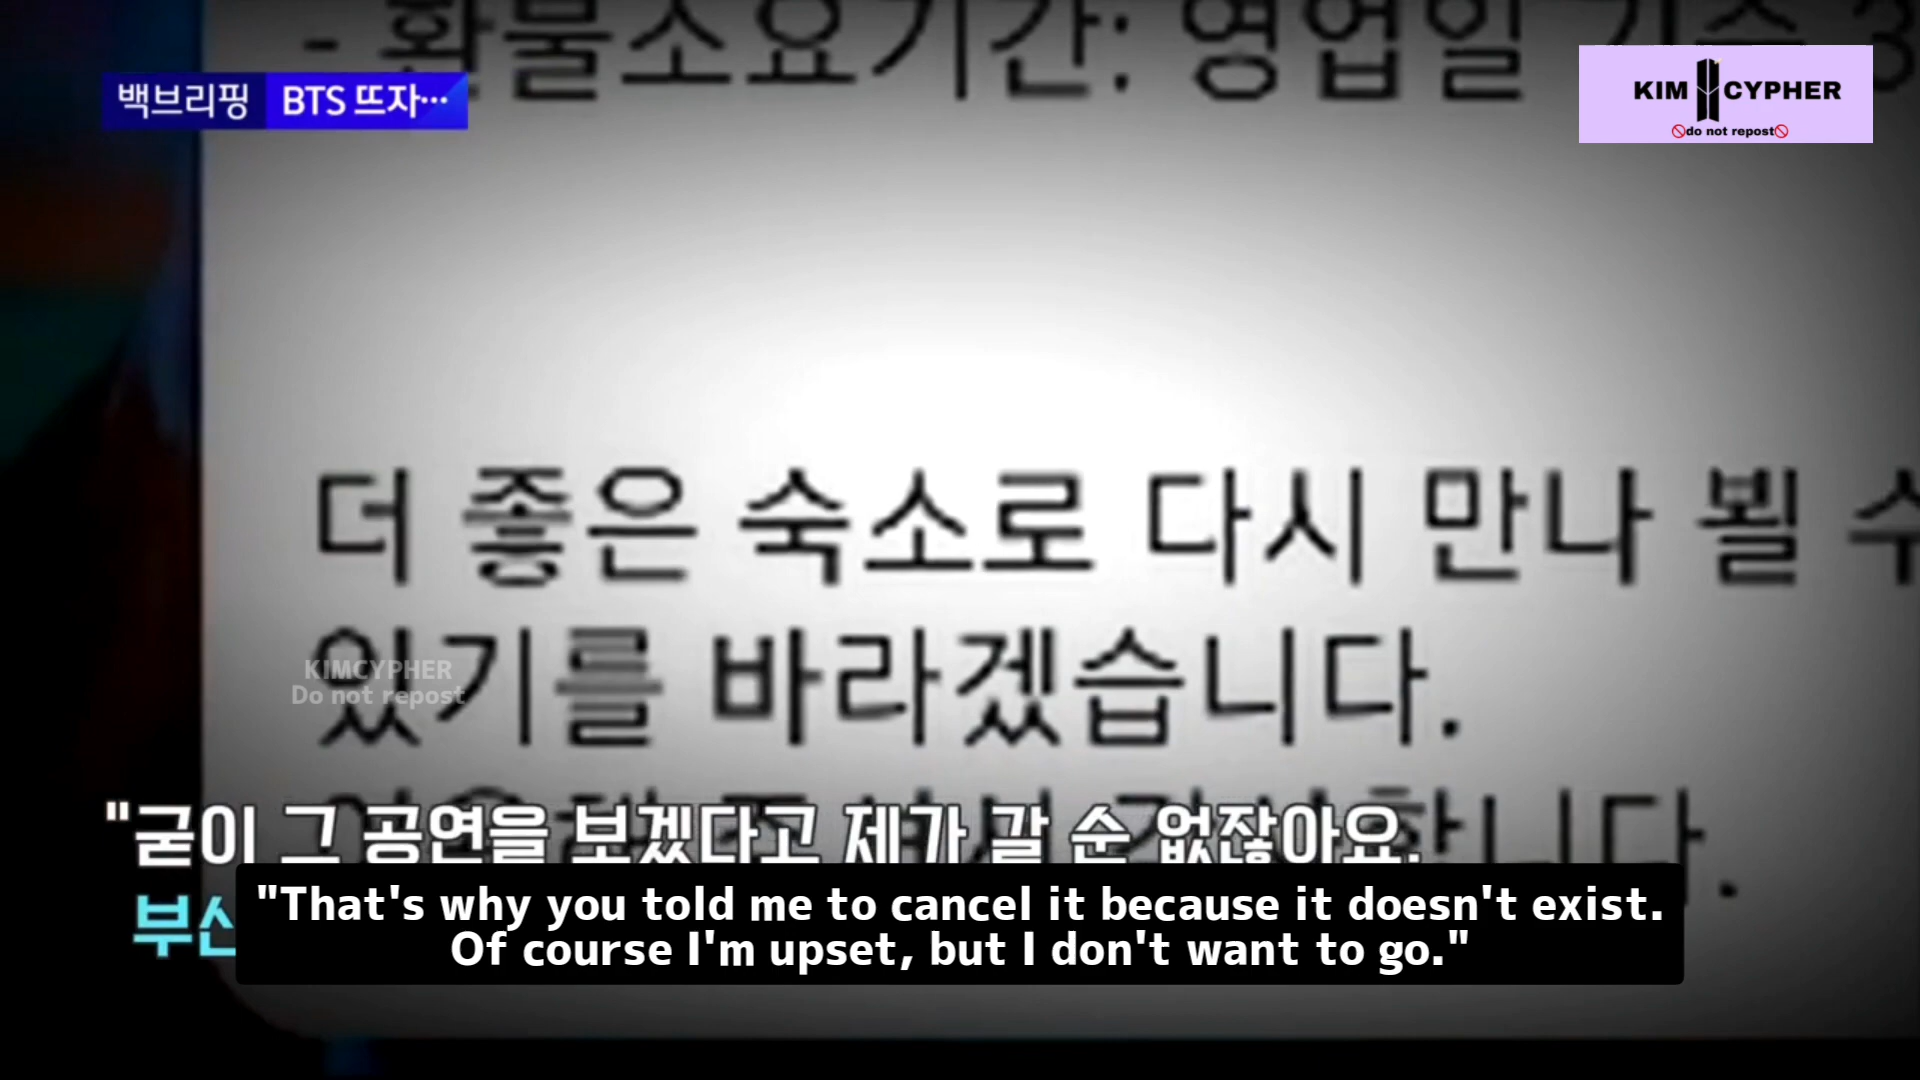 - 환불소요기간: 영업일 기준 3
백브리핑 BTS 뜨자…
KIM CYPHER
🚫do not repost🚫
더 좋은 숙소로 다시 만나 뵐 수
있기를 바라겠습니다.
KIMCYPHER
Do not repost
"굳이 그 공연을 보겠다고 제가 갈 순 없잖아요.
"That's why you told me to cancel it because it doesn't exist.
Of course I'm upset, but I don't want to go."